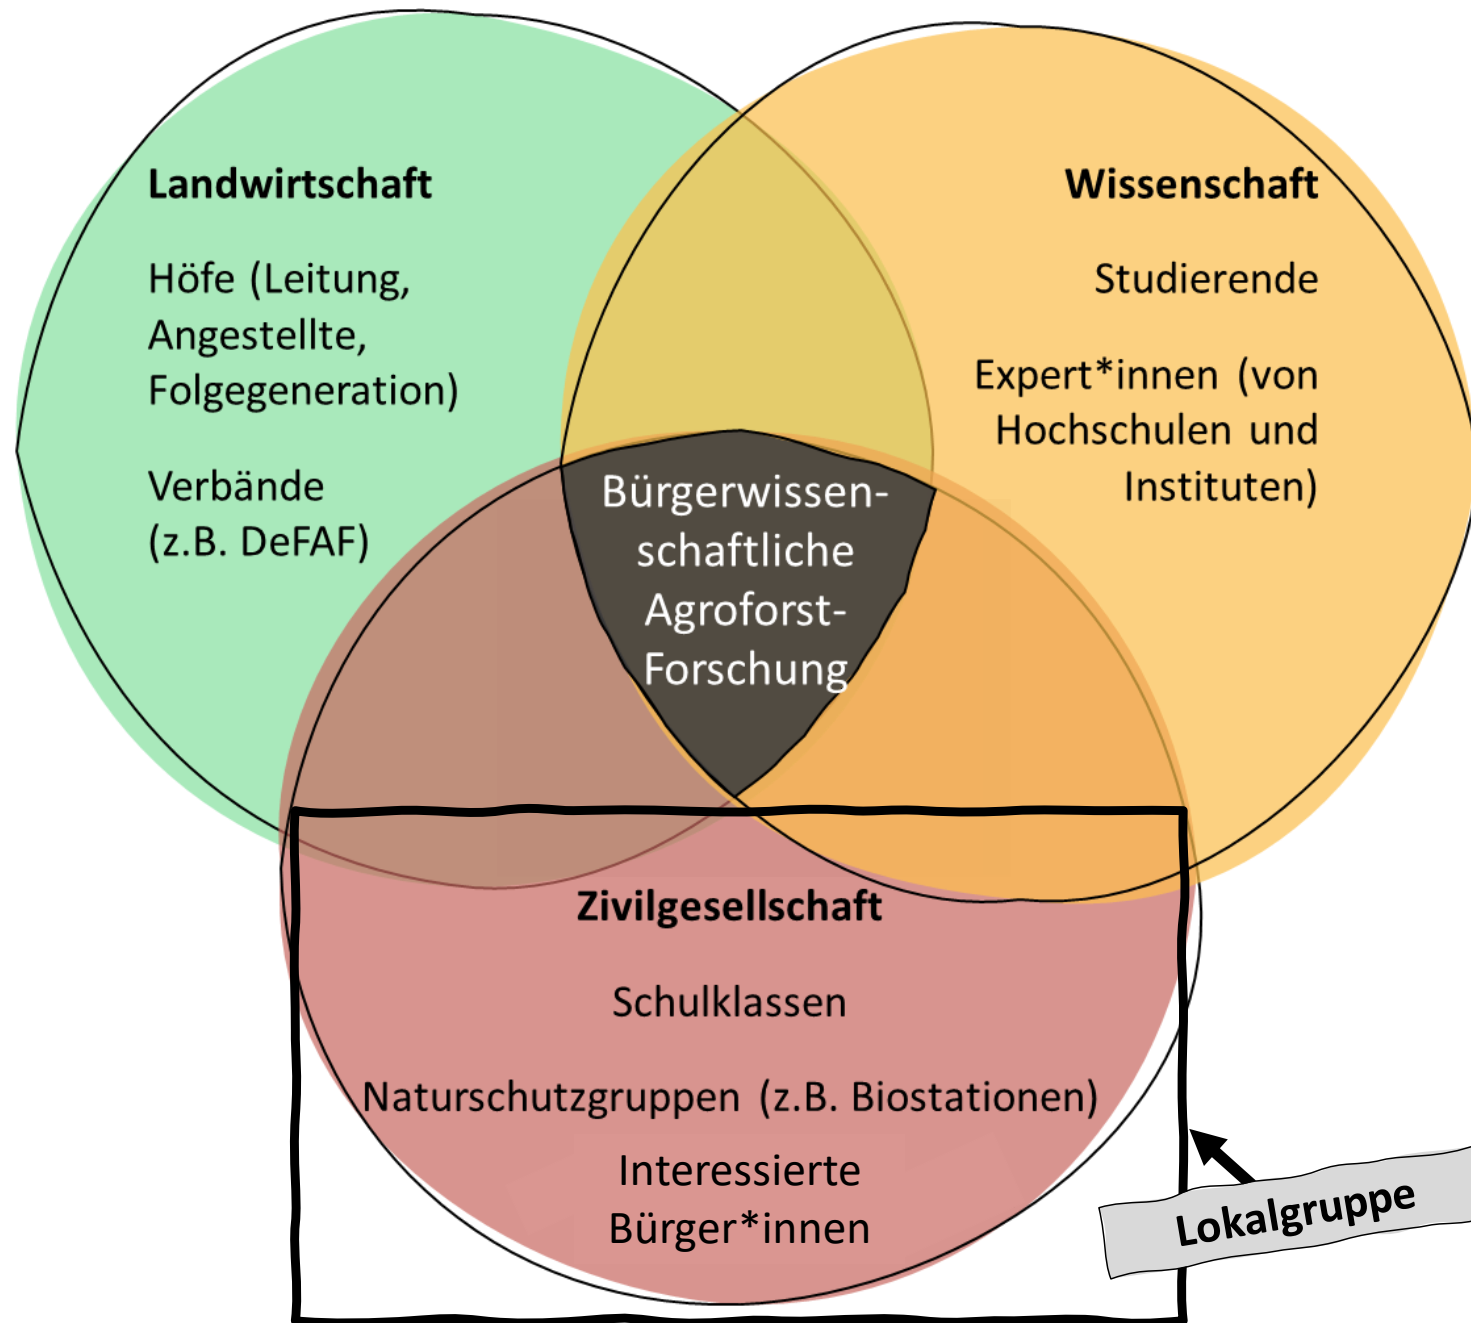 Landwirtschaft
Höfe (Leitung,
Angestellte,
Folgegeneration)
Verbände
(z.B. DeFAF)
Wissenschaft
Studierende
Expert*innen (von
Hochschulen und
Instituten)
Bürgerwissen-
schaftliche
Agroforst-
Forschung
Zivilgesellschaft
Schulklassen
Naturschutzgruppen (z.B. Biostationen)
Interessierte
Bürger*innen
Lokalgruppe